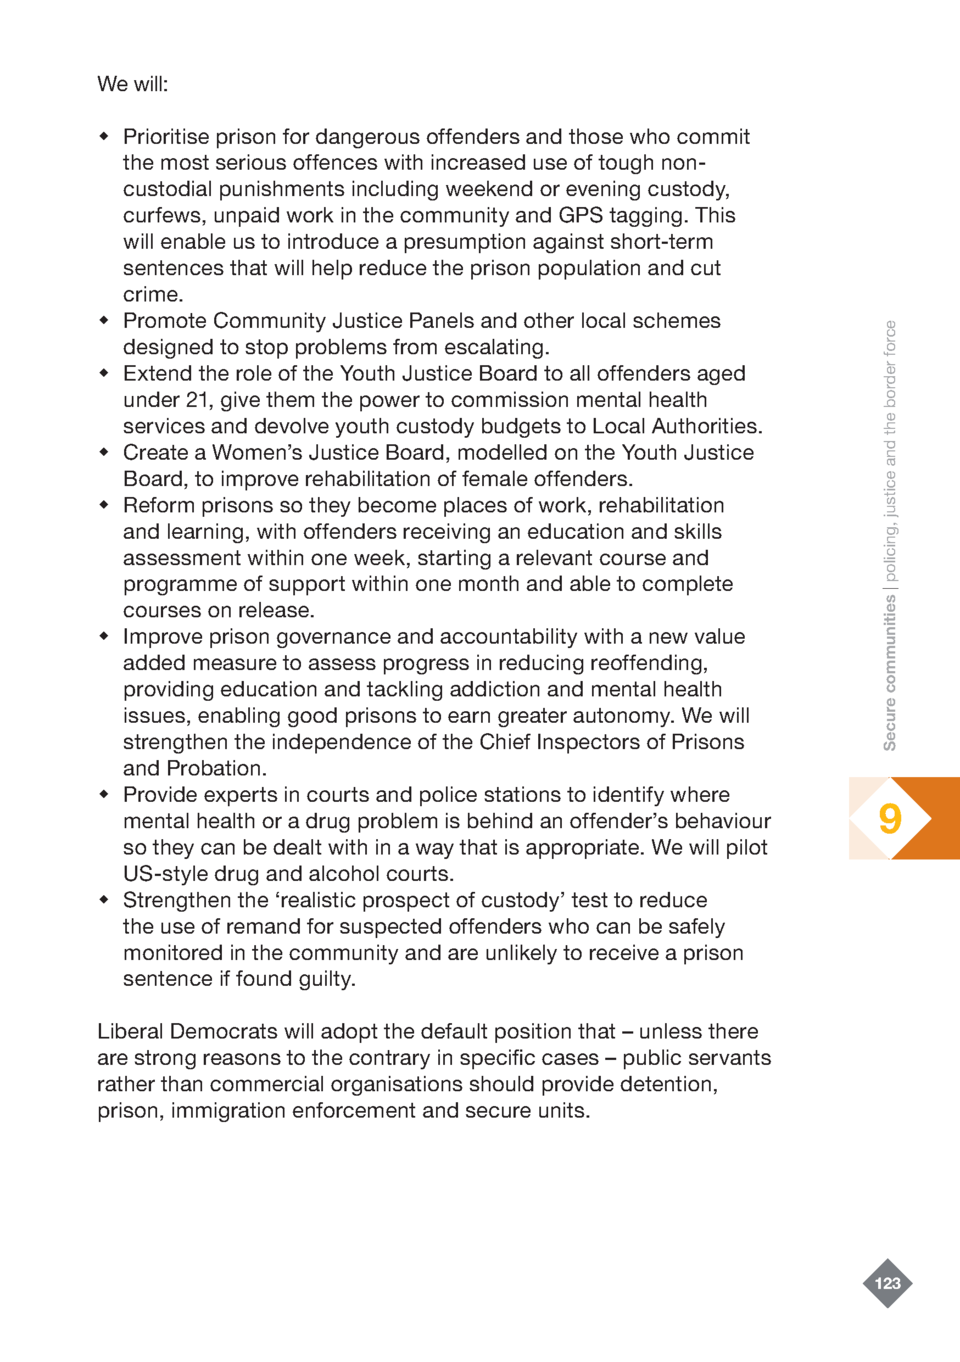 We will:
◆ Prioritise prison for dangerous offenders and those who commit
the most serious offences with increased use of tough non-
custodial punishments including weekend or evening custody,
curfews, unpaid work in the community and GPS tagging. This
will enable us to introduce a presumption against short-term
sentences that will help reduce the prison population and cut
crime.
◆ Promote Community Justice Panels and other local schemes
designed to stop problems from escalating.
◆ Extend the role of the Youth Justice Board to all offenders aged
under 21, give them the power to commission mental health
services and devolve youth custody budgets to Local Authorities.
◆ Create a Women’s Justice Board, modelled on the Youth Justice
Board, to improve rehabilitation of female offenders.
◆ Reform prisons so they become places of work, rehabilitation
and learning, with offenders receiving an education and skills
assessment within one week, starting a relevant course and
programme of support within one month and able to complete
courses on release.
◆ Improve prison governance and accountability with a new value
added measure to assess progress in reducing reoffending,
providing education and tackling addiction and mental health
issues, enabling good prisons to earn greater autonomy. We will
strengthen the independence of the Chief Inspectors of Prisons
and Probation.
◆ Provide experts in courts and police stations to identify where
mental health or a drug problem is behind an offender’s behaviour
so they can be dealt with in a way that is appropriate. We will pilot
US-style drug and alcohol courts.
◆ Strengthen the ‘realistic prospect of custody’ test to reduce
the use of remand for suspected offenders who can be safely
monitored in the community and are unlikely to receive a prison
sentence if found guilty.
Liberal Democrats will adopt the default position that – unless there
are strong reasons to the contrary in specific cases – public servants
rather than commercial organisations should provide detention,
prison, immigration enforcement and secure units.
Secure communities | policing, justice and the border force
9
123